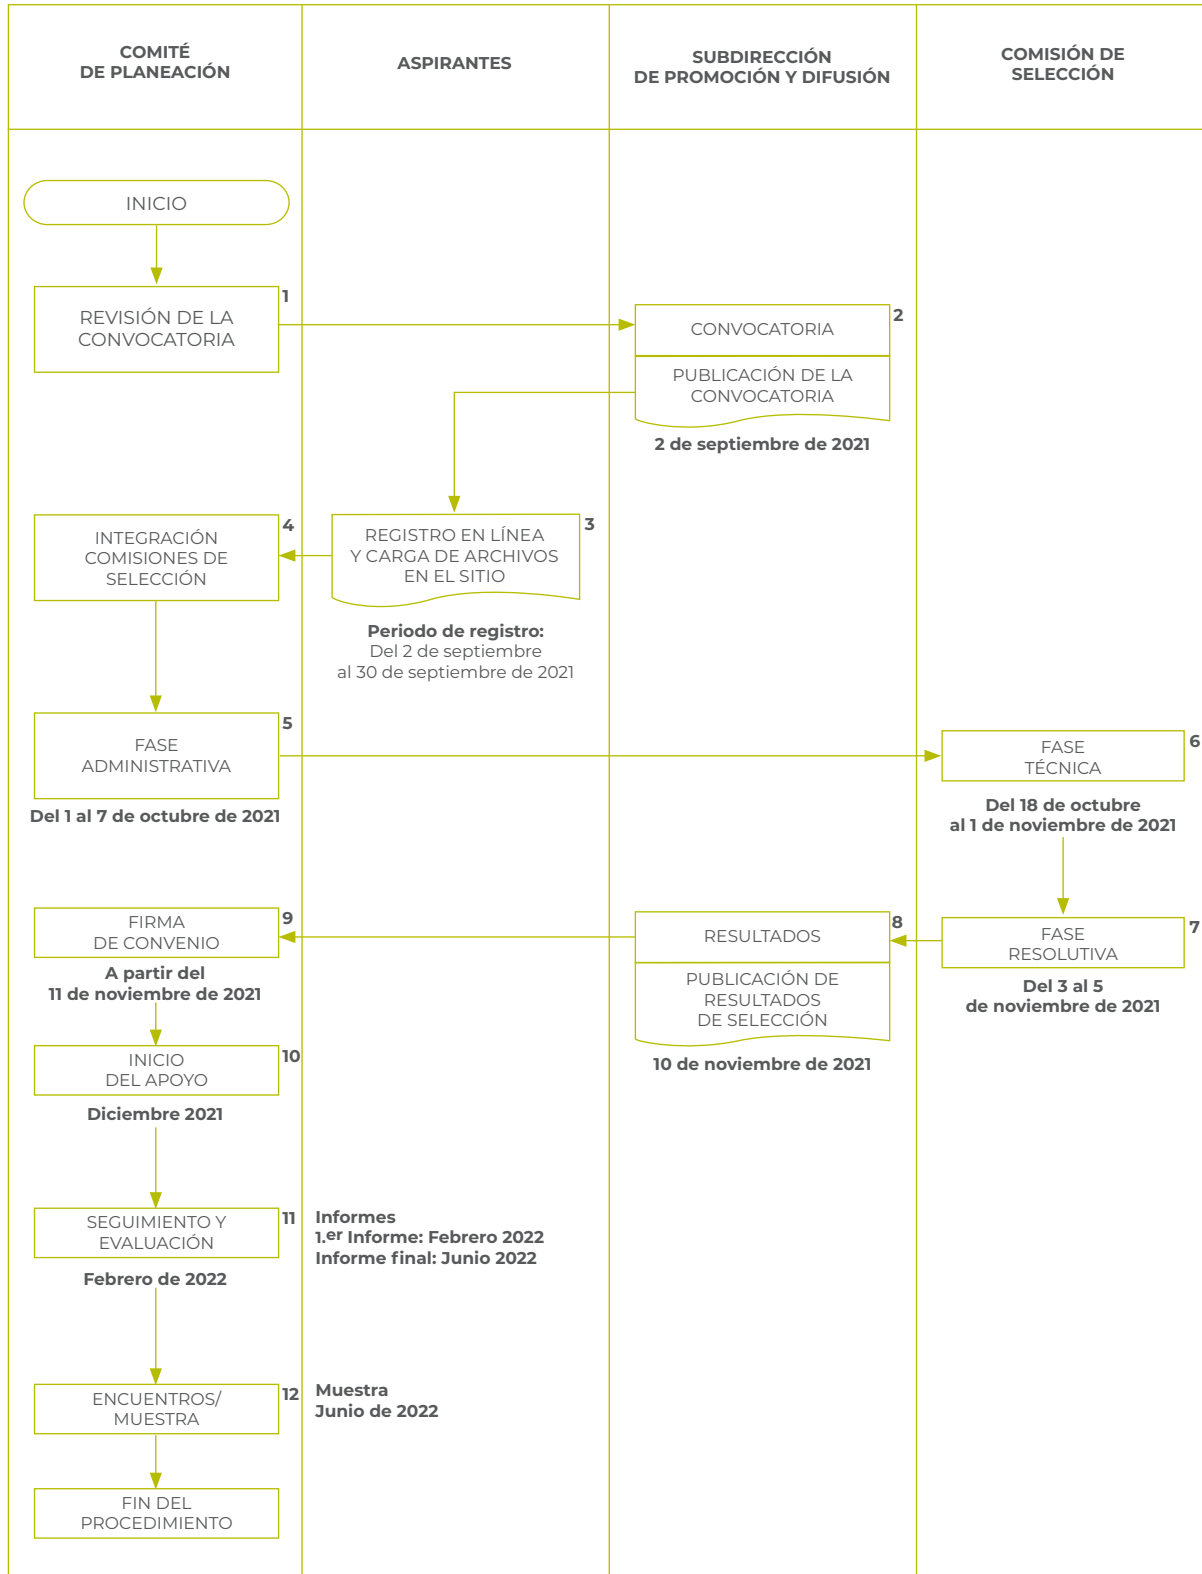 COMITÉ
DE PLANEACIÓN
ASPIRANTES
SUBDIRECCIÓN
DE PROMOCIÓN Y DIFUSIÓN
COMISIÓN DE
SELECCIÓN
INICIO
1
REVISIÓN DE LA
CONVOCATORIA
2
CONVOCATORIA
PUBLICACIÓN DE LA
CONVOCATORIA
2 de septiembre de 2021
3
REGISTRO EN LÍNEA
Y CARGA DE ARCHIVOS
EN EL SITIO
Periodo de registro:
Del 2 de septiembre
al 30 de septiembre de 2021
4
INTEGRACIÓN
COMISIONES DE
SELECCIÓN
5
FASE
ADMINISTRATIVA
Del 1 al 7 de octubre de 2021
6
FASE
TÉCNICA
Del 18 de octubre
al 1 de noviembre de 2021
7
FASE
RESOLUTIVA
Del 3 al 5
de noviembre de 2021
8
RESULTADOS
PUBLICACIÓN DE
RESULTADOS
DE SELECCIÓN
10 de noviembre de 2021
9
FIRMA
DE CONVENIO
A partir del
11 de noviembre de 2021
10
INICIO
DEL APOYO
Diciembre 2021
11
SEGUIMIENTO Y
EVALUACIÓN
Febrero de 2022
Informes
1.er Informe: Febrero 2022
Informe final: Junio 2022
12
ENCUENTROS/
MUESTRA
Muestra
Junio de 2022
FIN DEL
PROCEDIMIENTO